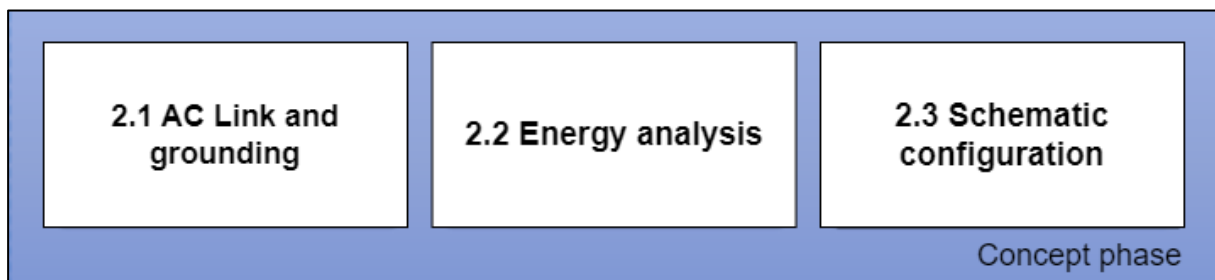 2.1 AC Link and
grounding
2.2 Energy analysis
2.3 Schematic
configuration
Concept phase